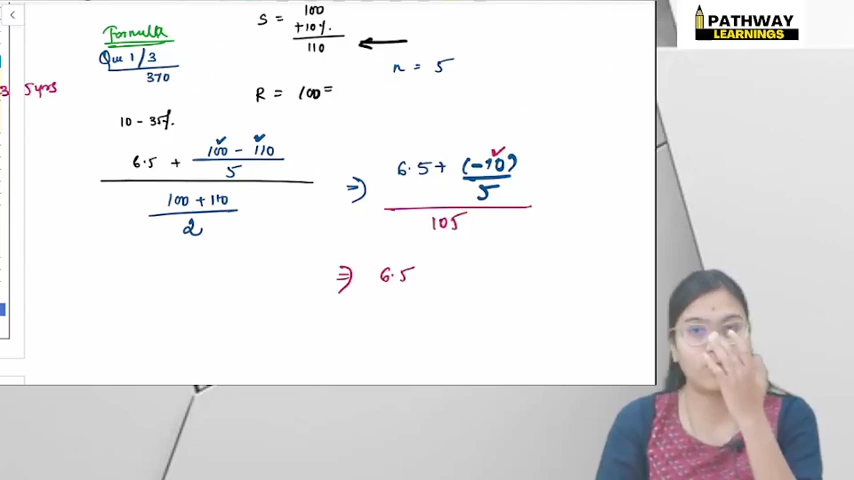 PATHWAY
LEARNINGS
Formula
Que 1/3
370
3 5yrs
10 - 35%.
S = 100
+10%.
110
n = 5
R = 100=
6.5 + 100 - 110
5
100 + 110
2
⇒ 6.5 + (-10)
5
105
⇒ 6.5